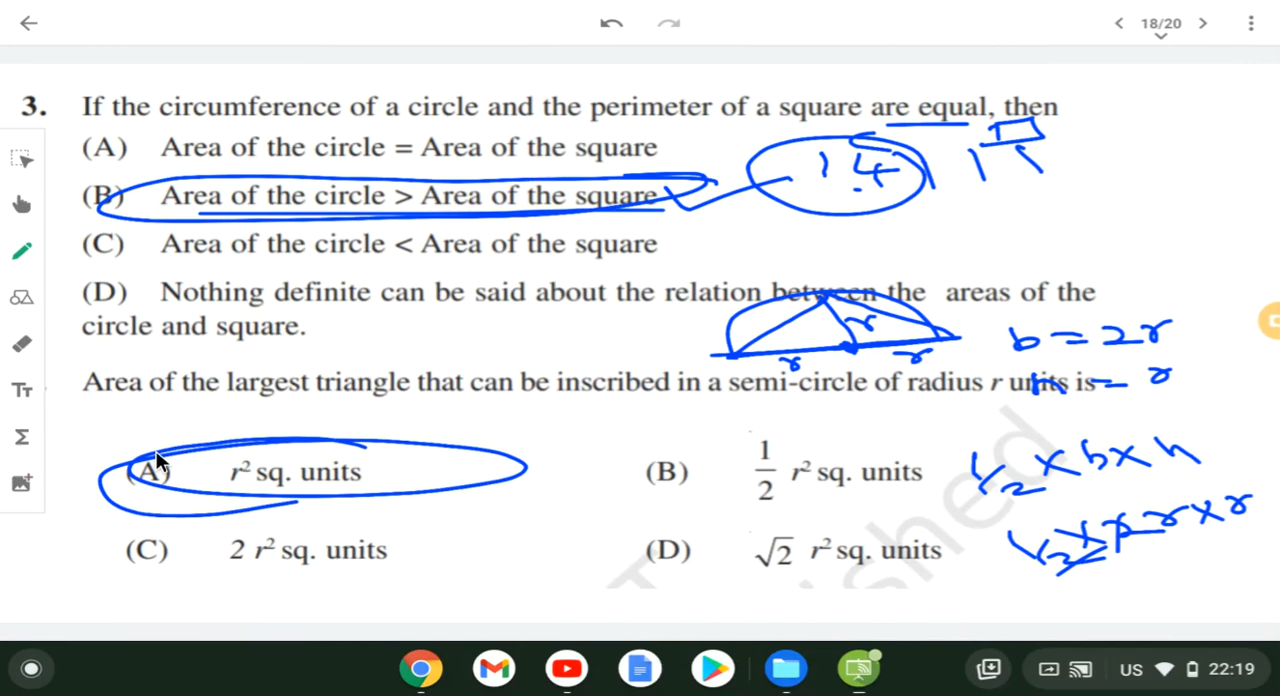 18/20
3. If the circumference of a circle and the perimeter of a square are equal, then
(A) Area of the circle = Area of the square
(B) Area of the circle > Area of the square
14
(C) Area of the circle < Area of the square
(D) Nothing definite can be said about the relation between the areas of the
circle and square.
r
r
r
b = 2r
Area of the largest triangle that can be inscribed in a semi-circle of radius r units is
h = r
(A) r² sq. units
(B) 1/2 r² sq. units
1/2 × b × h
(C) 2 r² sq. units
(D) √2 r² sq. units
1/2 × 2r × r
Tт
Σ
US 22:19